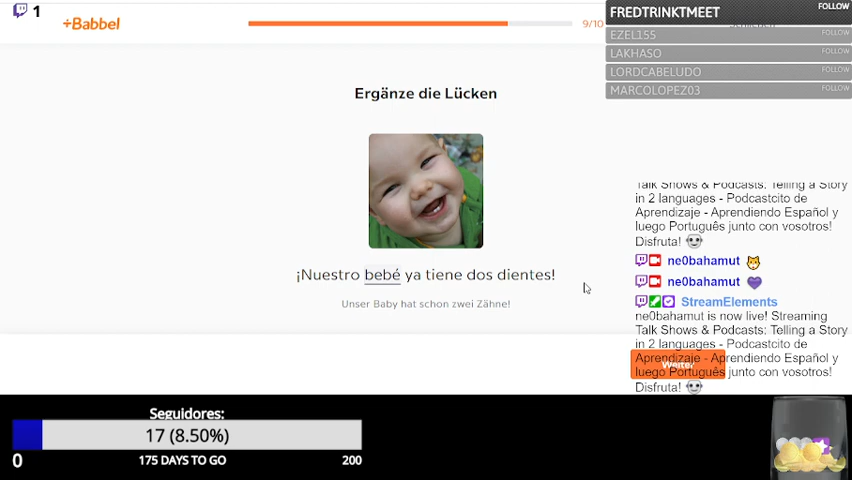 1
+Babbel
9/10
FREDTRINKTMEET FOLLOW
EZEL155 FOLLOW
LAKHASO FOLLOW
LORDCABELUDO FOLLOW
MARCOLOPEZ03 FOLLOW
Ergänze die Lücken
¡Nuestro bebé ya tiene dos dientes!
Unser Baby hat schon zwei Zähne!
Talk Shows & Podcasts: Telling a Story
in 2 languages - Podcastcito de
Aprendizaje - Aprendiendo Español y
luego Português junto con vosotros!
Disfruta!
ne0bahamut
ne0bahamut
StreamElements
ne0bahamut is now live! Streaming
Talk Shows & Podcasts: Telling a Story
in 2 languages - Podcastcito de
Aprendizaje - Aprendiendo Español y
luego Português junto con vosotros!
Disfruta!
Weiter
Seguidores:
17 (8.50%)
0 175 DAYS TO GO 200